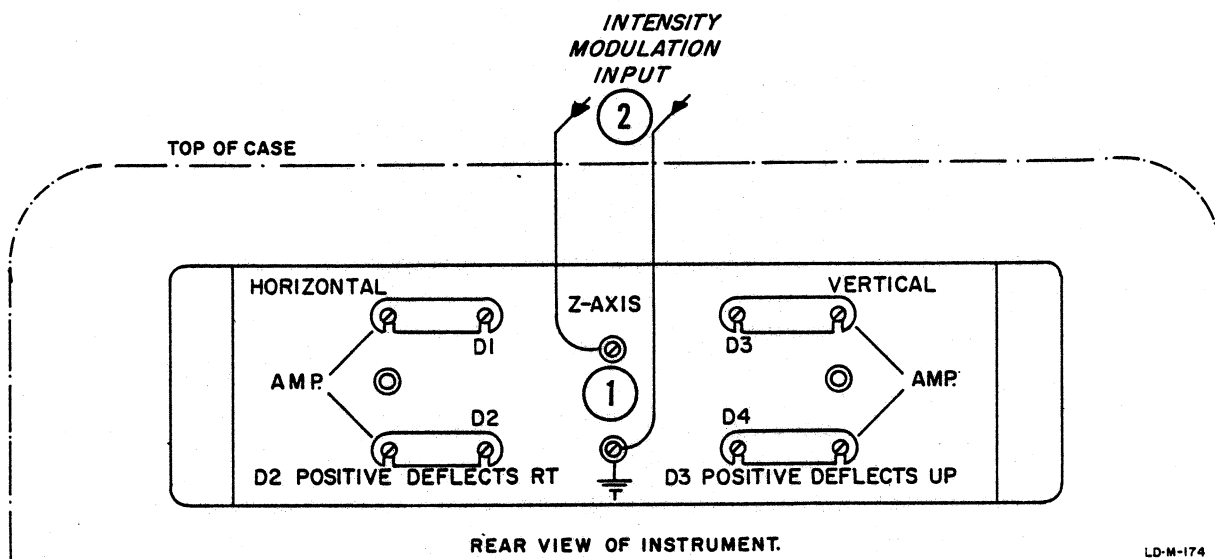 INTENSITY
MODULATION
INPUT
2
TOP OF CASE
HORIZONTAL
VERTICAL
Z-AXIS
D1
D3
AMP.
1
AMP.
D2
D4
D2 POSITIVE DEFLECTS RT
D3 POSITIVE DEFLECTS UP
REAR VIEW OF INSTRUMENT.
LD-M-174